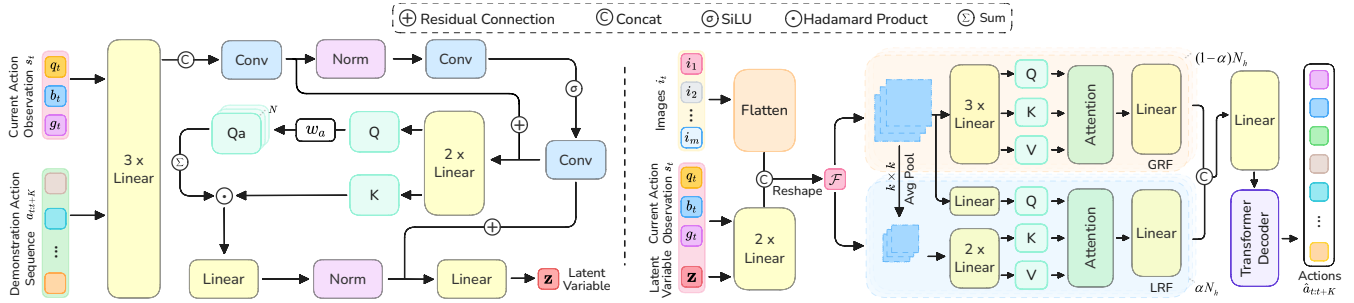 Residual Connection
C Concat
σ SiLU
Hadamard Product
Σ Sum
Current Action
Observation s_t
q_t
b_t
g_t
Demonstration Action
Sequence a_{t:t+K}
3 x
Linear
C
Conv
Norm
Conv
σ
Conv
N
Qa
w_a
Q
2 x
Linear
K
Σ
Linear
Norm
Linear
z
Latent
Variable
Images i_t
i_1
i_2
i_m
Flatten
Current Action
Observation s_t
q_t
b_t
g_t
Latent
Variable
z
2 x
Linear
C
Reshape
F
k × k
Avg Pool
3 x
Linear
Q
K
V
Attention
Linear
GRF
(1−α)N_h
Linear
2 x
Linear
Q
K
V
Attention
Linear
LRF
αN_h
C
Linear
Transformer
Decoder
Actions
â_{t:t+K}